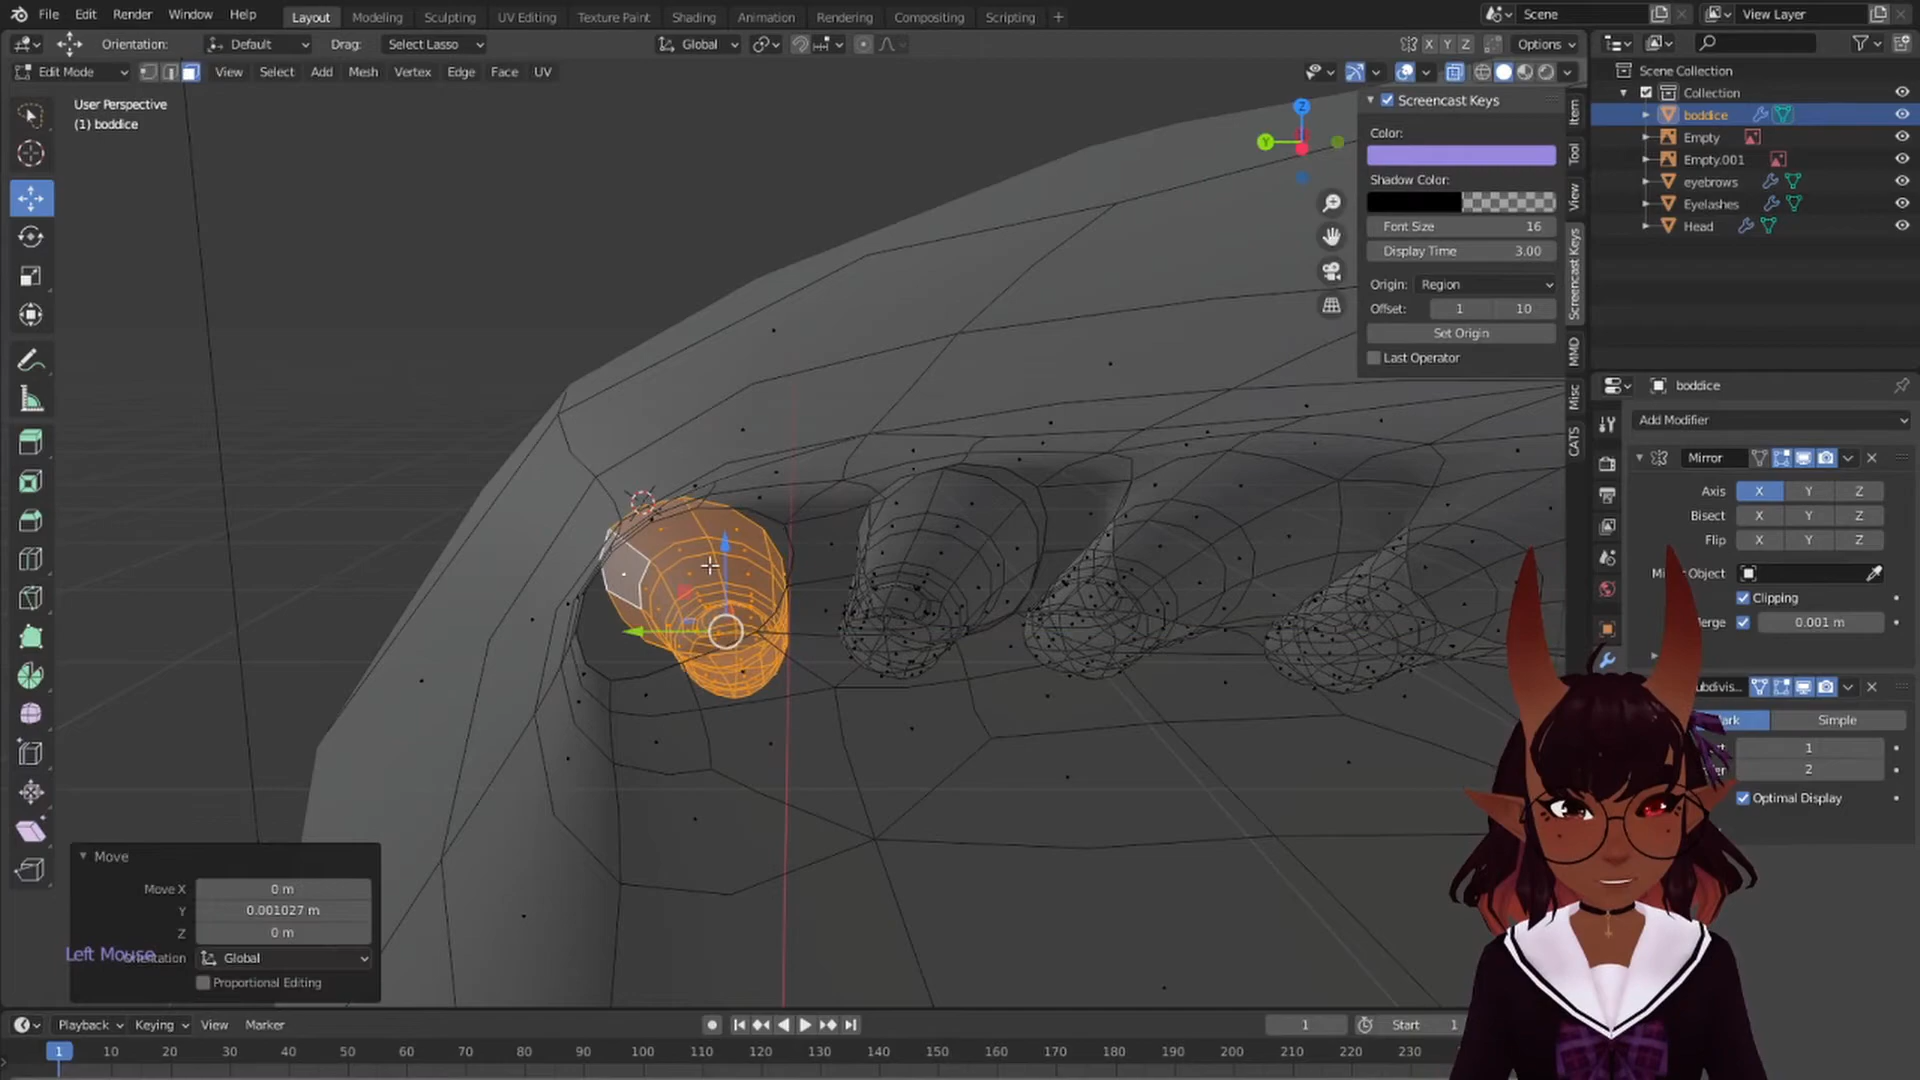 File Edit Render Window Help Layout Modeling Sculpting UV Editing Texture Paint Shading Animation Rendering Compositing Scripting + Scene View Layer
Orientation: Default Drag: Select Lasso Global X Y Z Options
Edit Mode View Select Add Mesh Vertex Edge Face UV
User Perspective
(1) boddice
Z
Y
Screencast Keys
Color:
Shadow Color:
Font Size 16
Display Time 3.00
Origin: Region
Offset: 1 10
Set Origin
Last Operator
Item
Tool
View
Screencast Keys
MMD
Misc
CATS
Scene Collection
Collection
boddice
Empty
Empty.001
eyebrows
Eyelashes
Head
boddice
Add Modifier
Mirror
Axis X Y Z
Bisect X Y Z
Flip X Y Z
Clipping
0.001 m
Simple
1
2
Optimal Display
Move
Move X 0 m
Y 0.001027 m
Z 0 m
Left Mouse
Orientation Global
Proportional Editing
Playback Keying View Marker 1 Start 1
1 10 20 30 40 50 60 70 80 90 100 110 120 130 140 150 160 170 180 190 200 210 220 230